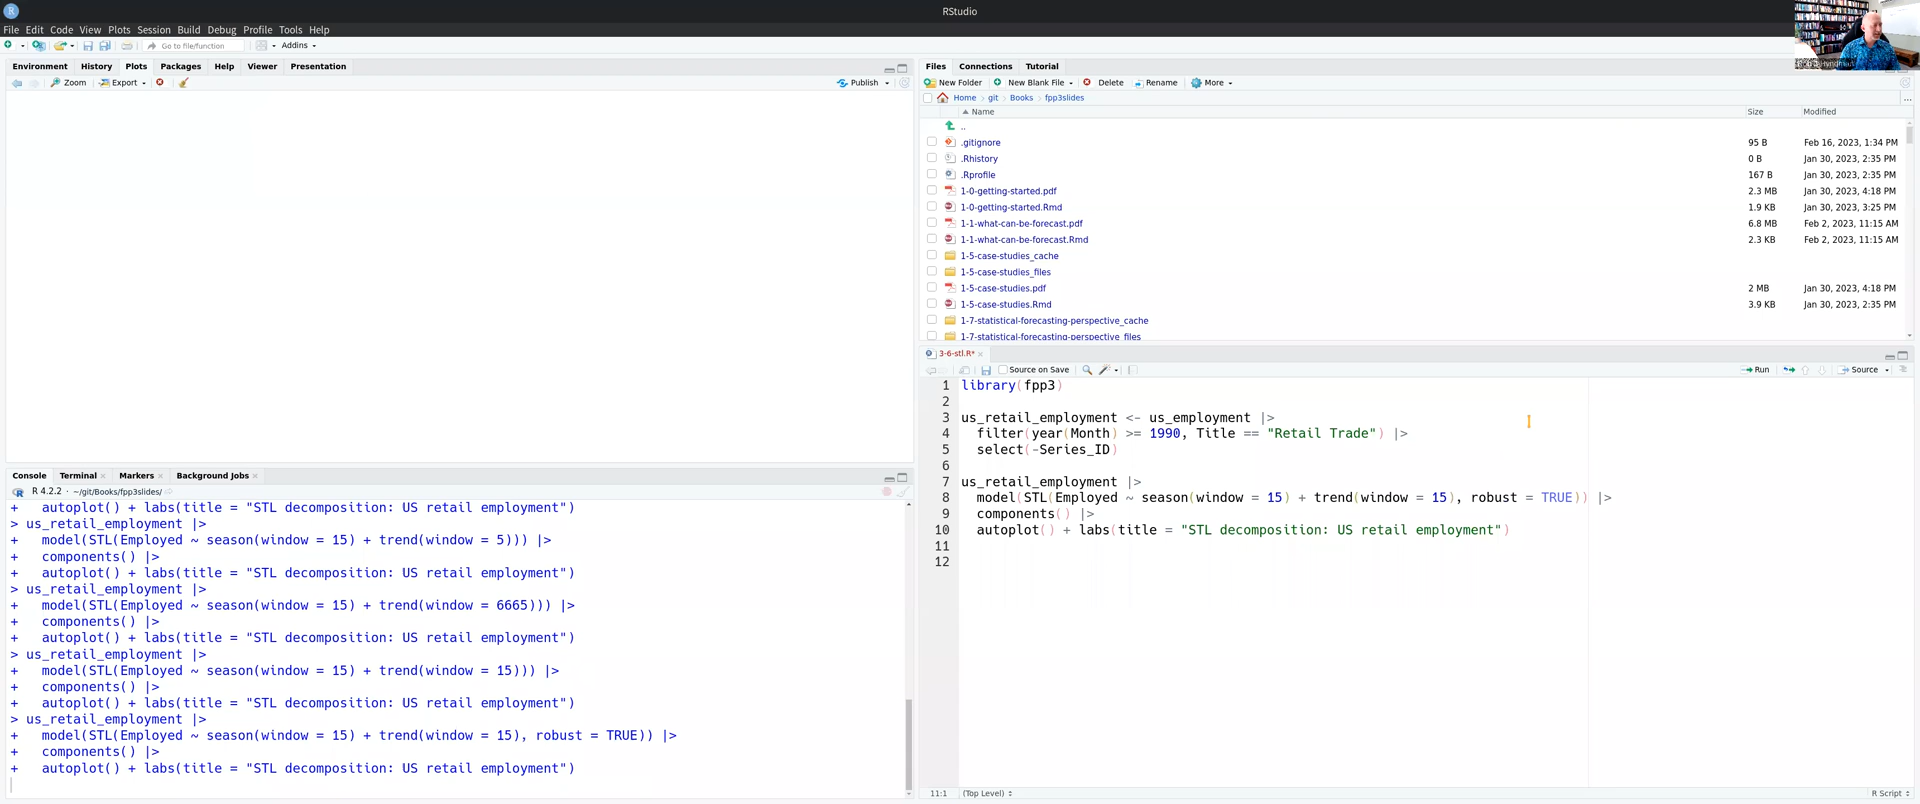 RStudio
File Edit Code View Plots Session Build Debug Profile Tools Help
Go to file/function Addins
Environment History Plots Packages Help Viewer Presentation
Zoom Export Publish
Console Terminal Markers Background Jobs
R 4.2.2 · ~/git/Books/fpp3slides/
+ autoplot() + labs(title = "STL decomposition: US retail employment")
> us_retail_employment |>
+ model(STL(Employed ~ season(window = 15) + trend(window = 5))) |>
+ components() |>
+ autoplot() + labs(title = "STL decomposition: US retail employment")
> us_retail_employment |>
+ model(STL(Employed ~ season(window = 15) + trend(window = 6665))) |>
+ components() |>
+ autoplot() + labs(title = "STL decomposition: US retail employment")
> us_retail_employment |>
+ model(STL(Employed ~ season(window = 15) + trend(window = 15))) |>
+ components() |>
+ autoplot() + labs(title = "STL decomposition: US retail employment")
> us_retail_employment |>
+ model(STL(Employed ~ season(window = 15) + trend(window = 15), robust = TRUE)) |>
+ components() |>
+ autoplot() + labs(title = "STL decomposition: US retail employment")
Files Connections Tutorial
New Folder New Blank File Delete Rename More
Home git Books fpp3slides
Name Size Modified
..
.gitignore 95 B Feb 16, 2023, 1:34 PM
.Rhistory 0 B Jan 30, 2023, 2:35 PM
.Rprofile 167 B Jan 30, 2023, 2:35 PM
1-0-getting-started.pdf 2.3 MB Jan 30, 2023, 4:18 PM
1-0-getting-started.Rmd 1.9 KB Jan 30, 2023, 3:25 PM
1-1-what-can-be-forecast.pdf 6.8 MB Feb 2, 2023, 11:15 AM
1-1-what-can-be-forecast.Rmd 2.3 KB Feb 2, 2023, 11:15 AM
1-5-case-studies_cache
1-5-case-studies_files
1-5-case-studies.pdf 2 MB Jan 30, 2023, 4:18 PM
1-5-case-studies.Rmd 3.9 KB Jan 30, 2023, 2:35 PM
1-7-statistical-forecasting-perspective_cache
1-7-statistical-forecasting-perspective_files
3-6-stl.R*
Source on Save Run Source
1 library(fpp3)
2
3 us_retail_employment <- us_employment |>
4 filter(year(Month) >= 1990, Title == "Retail Trade") |>
5 select(-Series_ID)
6
7 us_retail_employment |>
8 model(STL(Employed ~ season(window = 15) + trend(window = 15), robust = TRUE)) |>
9 components() |>
10 autoplot() + labs(title = "STL decomposition: US retail employment")
11
12
11:1 (Top Level) R Script